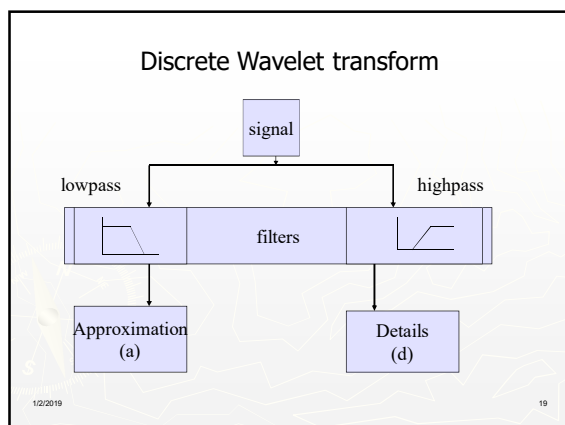 Discrete Wavelet transform
signal
lowpass
highpass
filters
Approximation
(a)
Details
(d)
S
1/2/2019
19